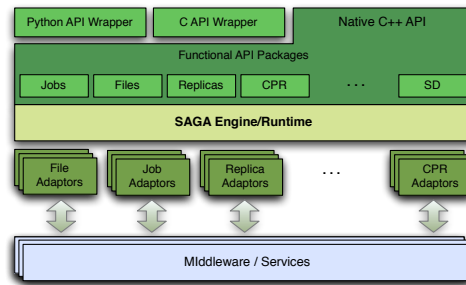 Python API Wrapper
C API Wrapper
Native C++ API
Functional API Packages
Jobs
Files
Replicas
CPR
. . .
SD
SAGA Engine/Runtime
File
Adaptors
Job
Adaptors
Replica
Adaptors
. . .
CPR
Adaptors
MIddleware / Services